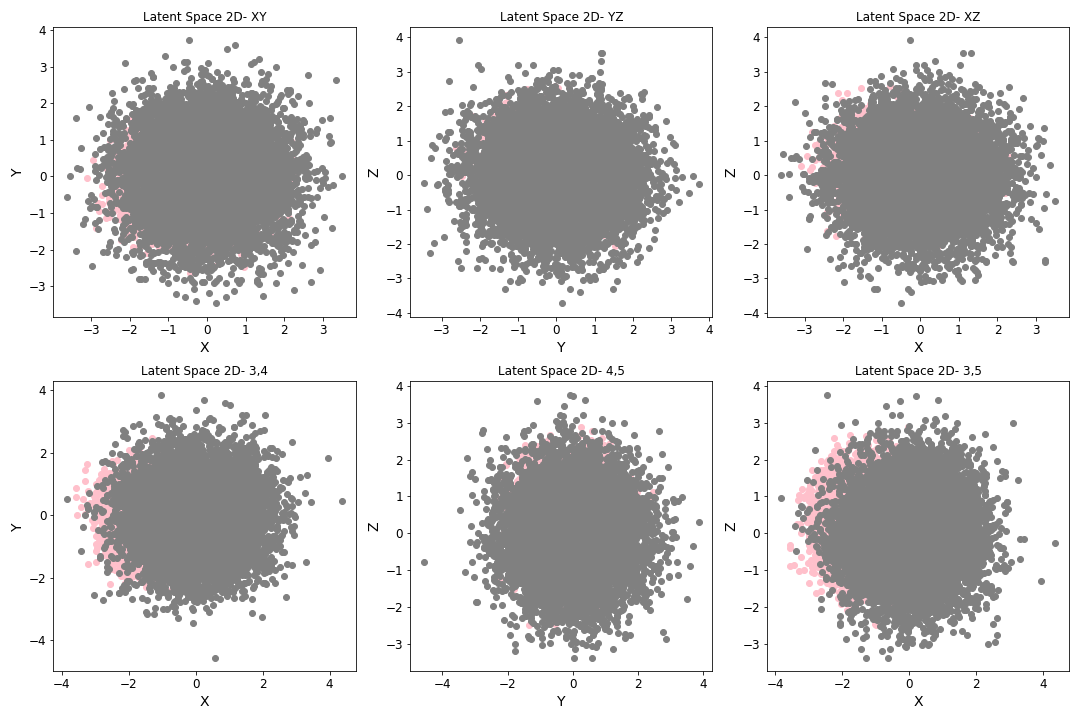 Latent Space 2D- XY
Latent Space 2D- YZ
Latent Space 2D- XZ
4
3
2
1
0
−1
−2
−3
Y
−3 −2 −1 0 1 2 3
X
4
3
2
1
0
−1
−2
−3
−4
Z
−3 −2 −1 0 1 2 3 4
Y
4
3
2
1
0
−1
−2
−3
−4
Z
−3 −2 −1 0 1 2 3
X
Latent Space 2D- 3,4
Latent Space 2D- 4,5
Latent Space 2D- 3,5
4
2
0
−2
−4
Y
−4 −2 0 2 4
X
4
3
2
1
0
−1
−2
−3
Z
−4 −2 0 2 4
Y
4
3
2
1
0
−1
−2
−3
Z
−4 −2 0 2 4
X